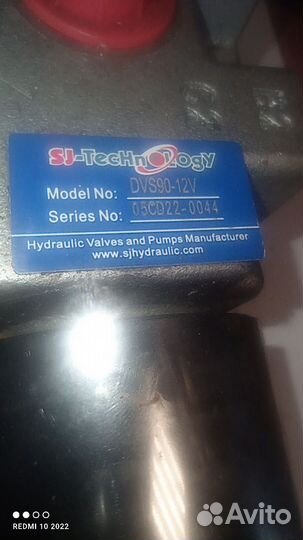 SJ-TecHnologY
Model No: DVS90-12V
Series No: 05CD22-0044
Hydraulic Valves and Pumps Manufacturer
www.sjhydraulic.com
REDMI 10 2022
Avito